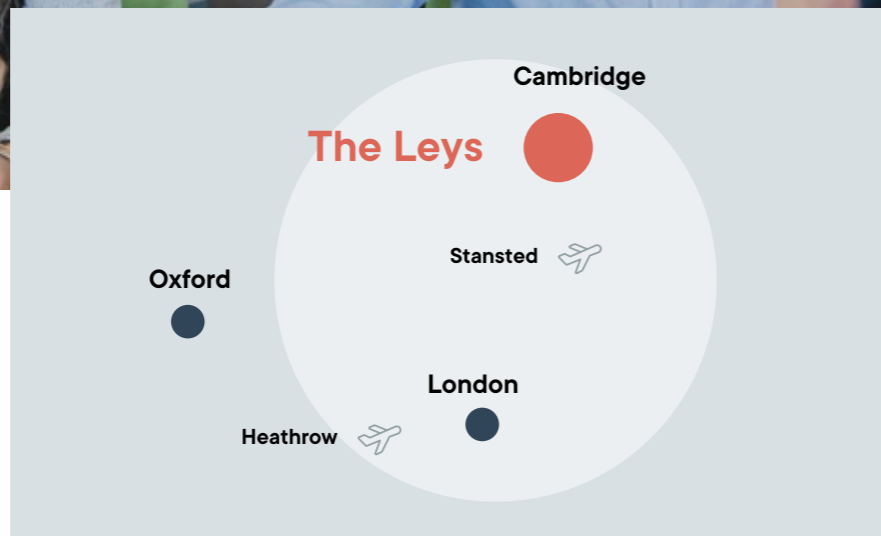 Cambridge
The Leys
Stansted
Oxford
London
Heathrow